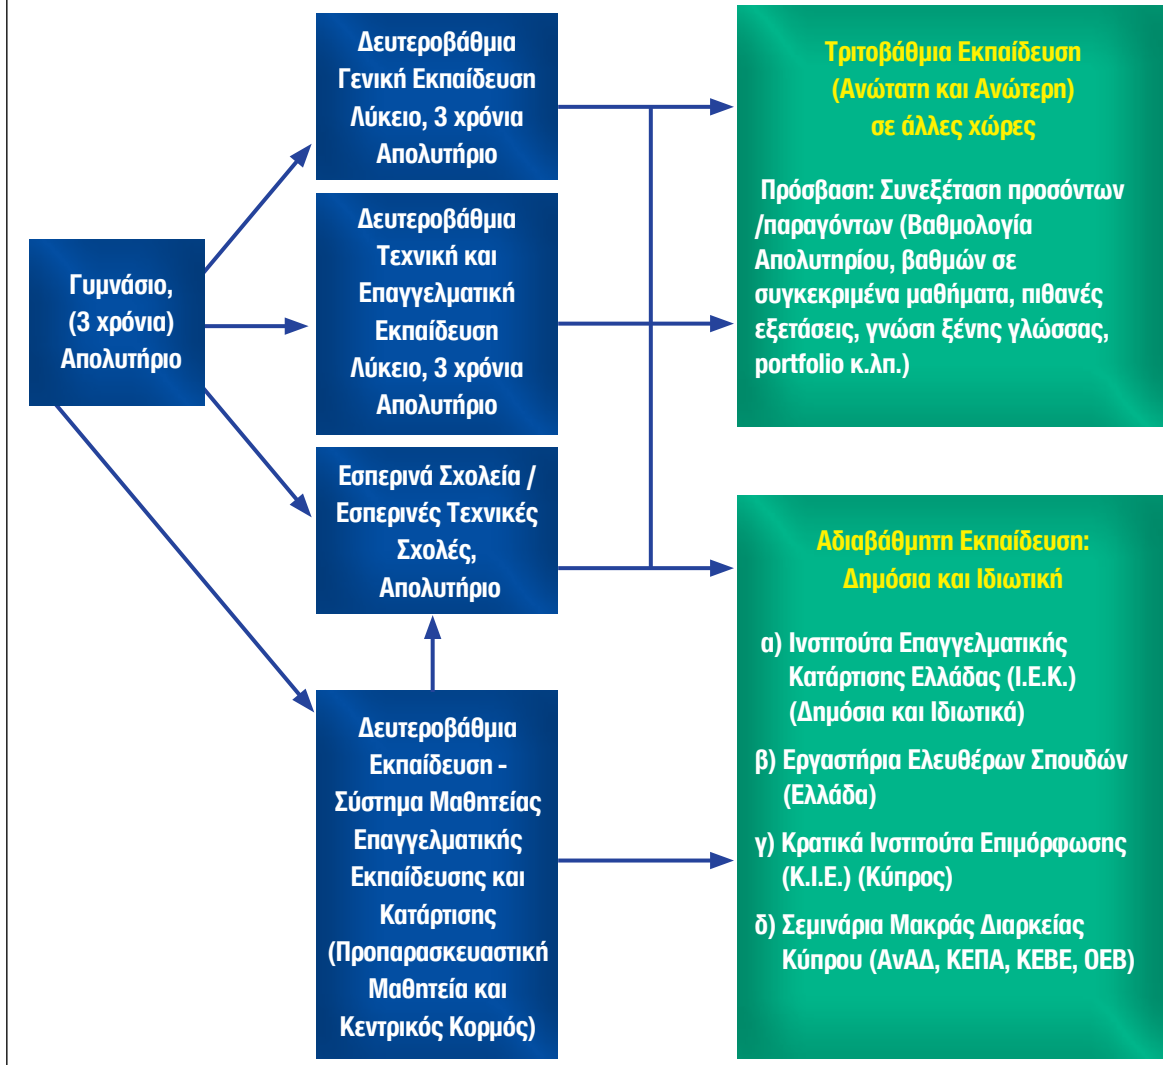 Δευτεροβάθμια
Γενική Εκπαίδευση
Λύκειο, 3 χρόνια
Απολυτήριο
Τριτοβάθμια Εκπαίδευση
(Ανώτατη και Ανώτερη)
σε άλλες χώρες
Πρόσβαση: Συνεξέταση προσόντων
/παραγόντων (Βαθμολογία
Απολυτηρίου, βαθμών σε
συγκεκριμένα μαθήματα, πιθανές
εξετάσεις, γνώση ξένης γλώσσας,
portfolio κ.λπ.)
Δευτεροβάθμια
Τεχνική και
Επαγγελματική
Εκπαίδευση
Λύκειο, 3 χρόνια
Απολυτήριο
Γυμνάσιο,
(3 χρόνια)
Απολυτήριο
Εσπερινά Σχολεία /
Εσπερινές Τεχνικές
Σχολές,
Απολυτήριο
Αδιαβάθμητη Εκπαίδευση:
Δημόσια και Ιδιωτική
α) Ινστιτούτα Επαγγελματικής
Κατάρτισης Ελλάδας (Ι.Ε.Κ.)
(Δημόσια και Ιδιωτικά)
β) Εργαστήρια Ελευθέρων Σπουδών
(Ελλάδα)
γ) Κρατικά Ινστιτούτα Επιμόρφωσης
(Κ.Ι.Ε.) (Κύπρος)
δ) Σεμινάρια Μακράς Διαρκείας
Κύπρου (ΑνΑΔ, ΚΕΠΑ, ΚΕΒΕ, ΟΕΒ)
Δευτεροβάθμια
Εκπαίδευση -
Σύστημα Μαθητείας
Επαγγελματικής
Εκπαίδευσης και
Κατάρτισης
(Προπαρασκευαστική
Μαθητεία και
Κεντρικός Κορμός)